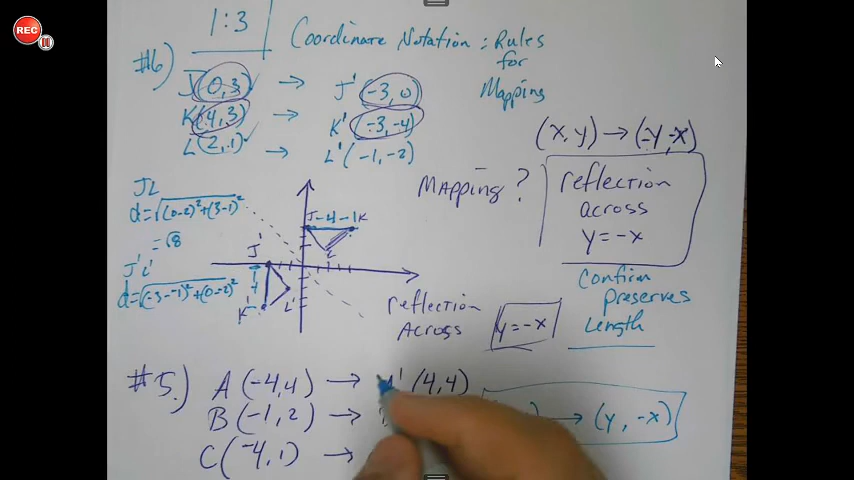 REC
1:3
Coordinate Notation : Rules
for
Mapping
#6)
J(0,3) → J'(-3,0)
K(4,3) → K'(-3,-4)
L(2,1) → L'(-1,-2)
(x,y) → (-y,-x)
Mapping?
reflection
across
y=-x
Confirm
preserves
Length
JL
d=√(0-2)²+(3-1)²
=√8
J'L'
d=√(-3--1)²+(0--2)²
J-4-1K
L
J'
4
K'
L'
reflection
Across
y=-x
#5.)
A(-4,4) → A'(4,4)
B(-1,2) →
→ (y,-x)
C(-4,1) →